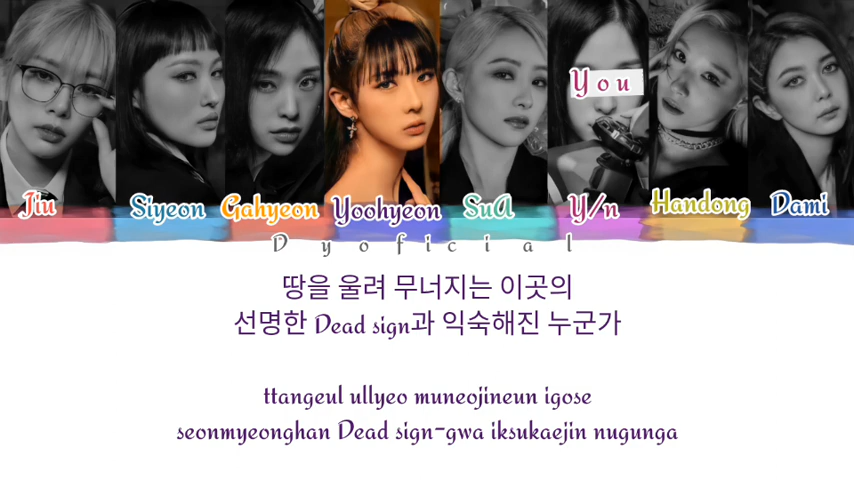 You
Jiu Siyeon Gahyeon Yoohyeon SuA Y/n Handong Dami
Dyoficial
땅을 울려 무너지는 이곳의
선명한 Dead sign과 익숙해진 누군가
ttangeul ullyeo muneojineun igose
seonmyeonghan Dead sign-gwa iksukaejin nugunga